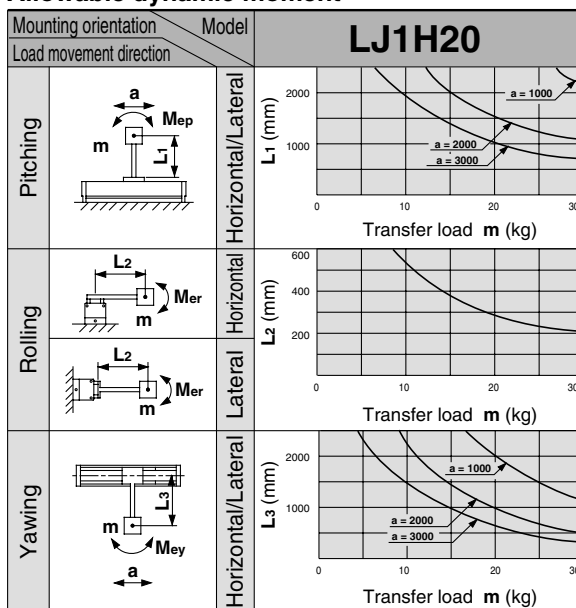 Allowable dynamic moment
Mounting orientation Model
Load movement direction
LJ1H20
Pitching
a
Mep
m
L1
Horizontal/Lateral
L1 (mm)
2000
1000
a = 1000
a = 2000
a = 3000
0 10 20 30
Transfer load m (kg)
Rolling
L2
Mer
m
Horizontal
L2
Mer
m
Lateral
L2 (mm)
600
400
200
0 10 20 30
Transfer load m (kg)
Yawing
L3
m
Mey
a
Horizontal/Lateral
L3 (mm)
2000
1000
a = 1000
a = 2000
a = 3000
0 10 20 30
Transfer load m (kg)